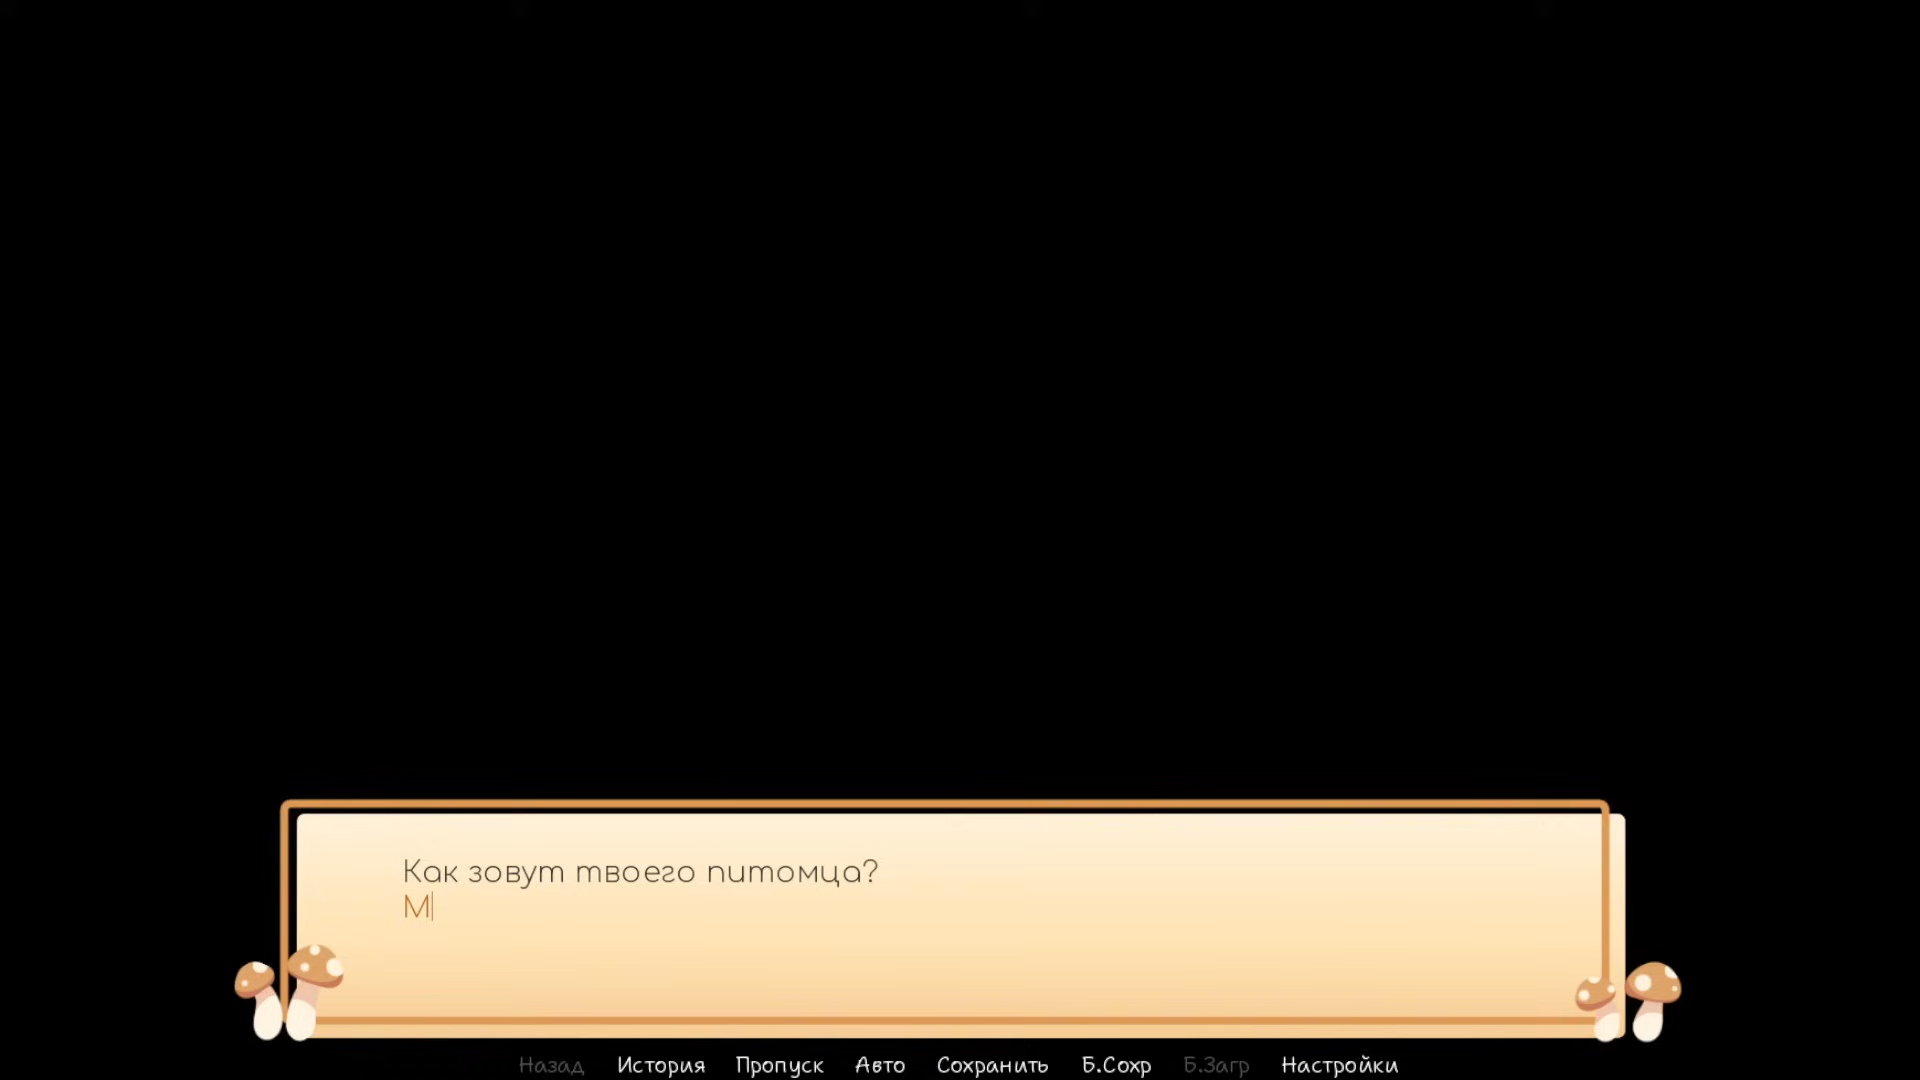 Как зовут твоего питомца?
М
Назад История Пропуск Авто Сохранить Б.Сохр Б.Загр Настройки